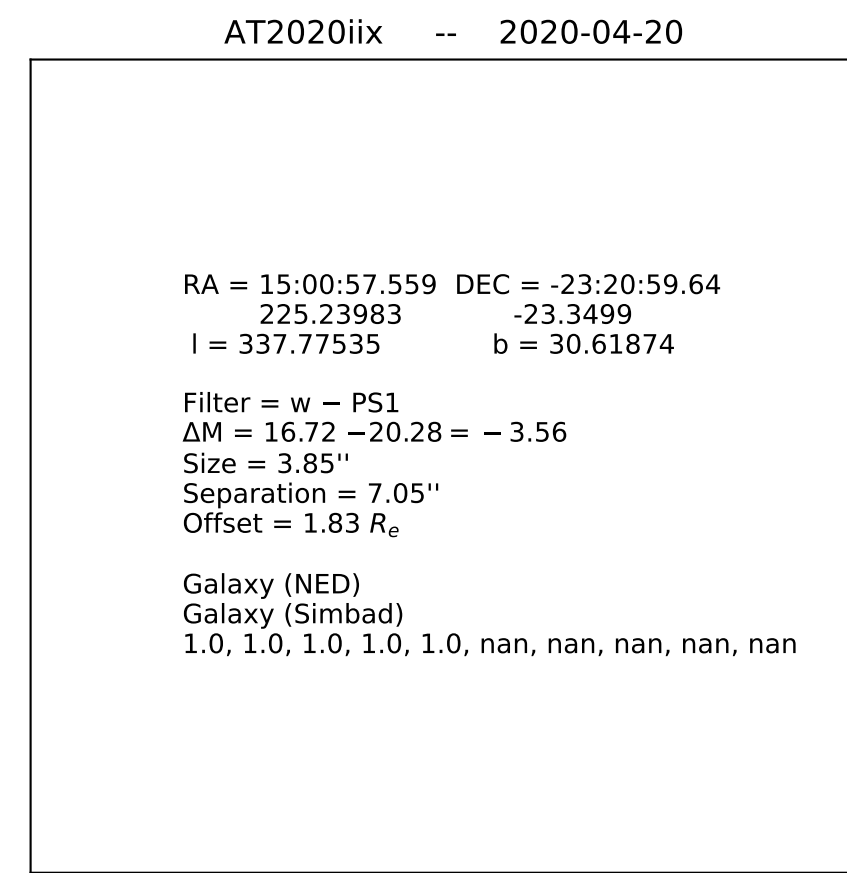 AT2020iix -- 2020-04-20
RA = 15:00:57.559 DEC = -23:20:59.64
225.23983 -23.3499
l = 337.77535 b = 30.61874
Filter = w − PS1
ΔM = 16.72 −20.28 = − 3.56
Size = 3.85''
Separation = 7.05''
Offset = 1.83 Rₑ
Galaxy (NED)
Galaxy (Simbad)
1.0, 1.0, 1.0, 1.0, 1.0, nan, nan, nan, nan, nan